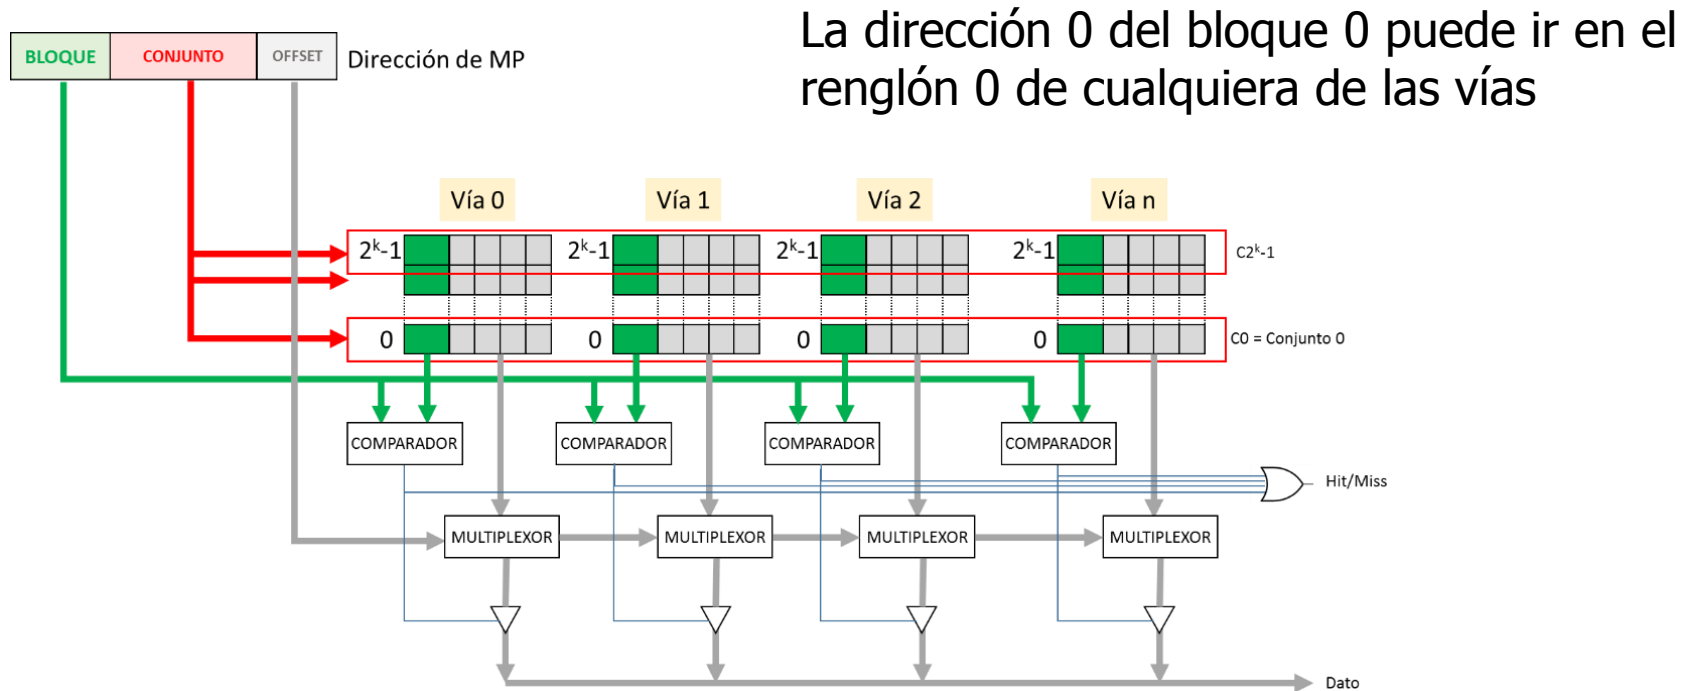 La dirección 0 del bloque 0 puede ir en el
renglón 0 de cualquiera de las vías
BLOQUE CONJUNTO OFFSET Dirección de MP
Vía 0 Vía 1 Vía 2 Vía n
2ᵏ-1 2ᵏ-1 2ᵏ-1 2ᵏ-1 C2ᵏ-1
0 0 0 0 C0 = Conjunto 0
COMPARADOR COMPARADOR COMPARADOR COMPARADOR
Hit/Miss
MULTIPLEXOR MULTIPLEXOR MULTIPLEXOR MULTIPLEXOR
Dato